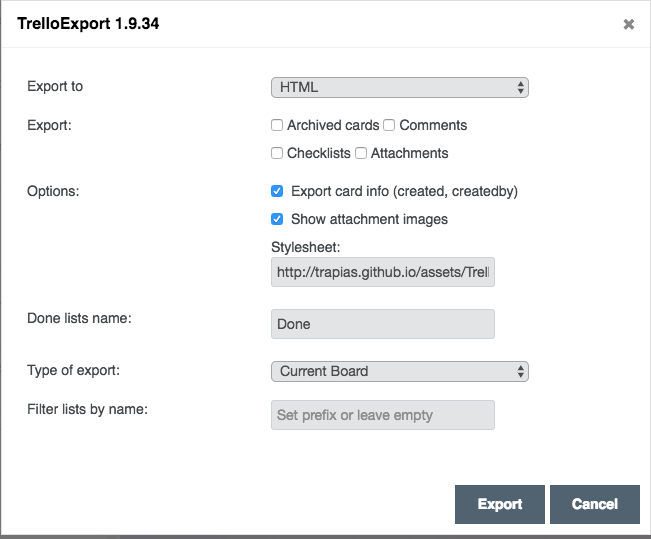 TrelloExport 1.9.34
Export to
HTML
Export:
Archived cards Comments
Checklists Attachments
Options:
Export card info (created, createdby)
Show attachment images
Stylesheet:
http://trapias.github.io/assets/Trell
Done lists name:
Done
Type of export:
Current Board
Filter lists by name:
Set prefix or leave empty
Export Cancel